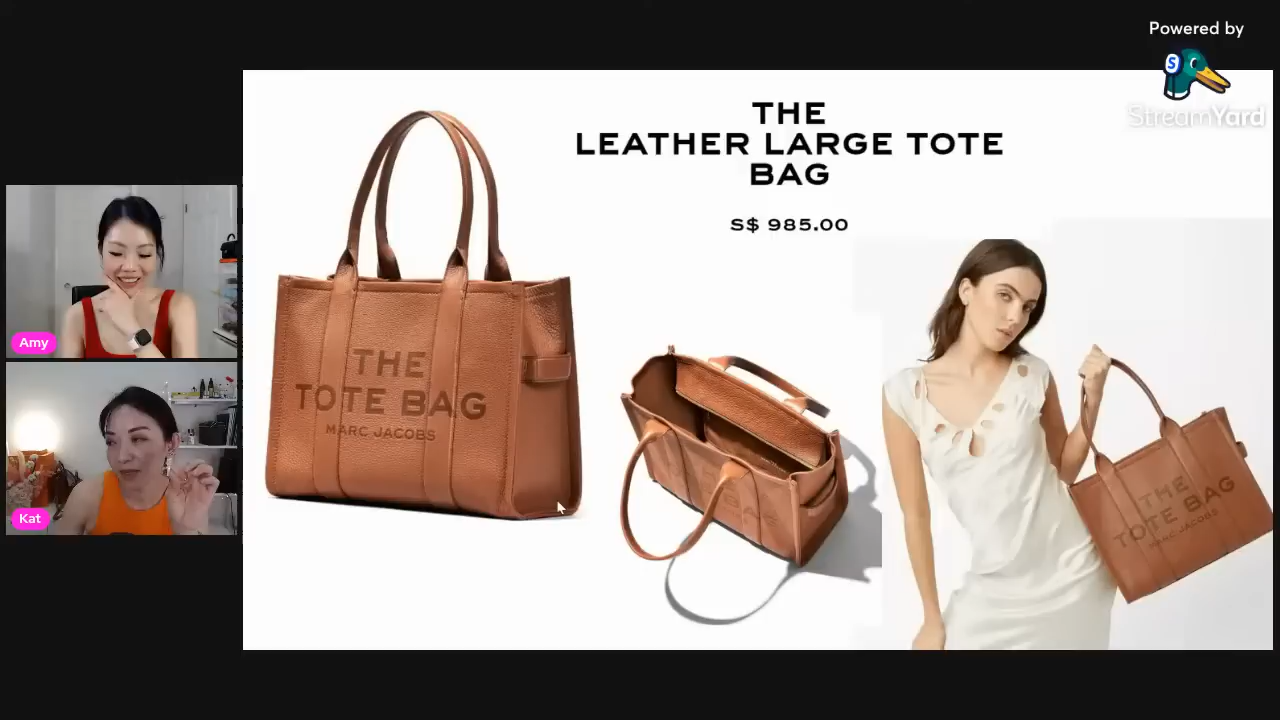 Powered by
S
StreamYard
THE
LEATHER LARGE TOTE
BAG
S$ 985.00
THE
TOTE BAG
MARC JACOBS
THE
TOTE BAG
MARC JACOBS
Amy
Kat